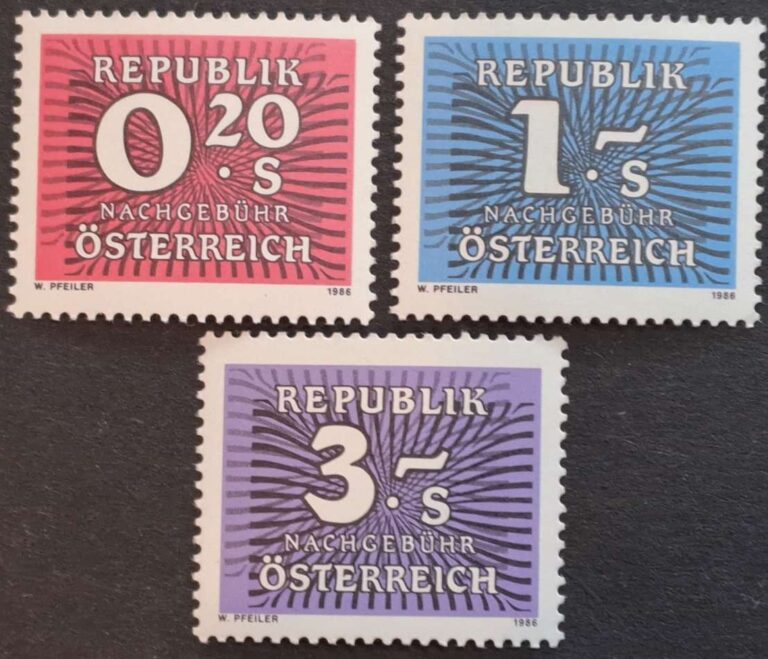 REPUBLIK
0.20 S
NACHGEBÜHR
ÖSTERREICH
W. PFEILER 1986
REPUBLIK
1.– S
NACHGEBÜHR
ÖSTERREICH
W. PFEILER 1986
REPUBLIK
3.– S
NACHGEBÜHR
ÖSTERREICH
W. PFEILER 1986